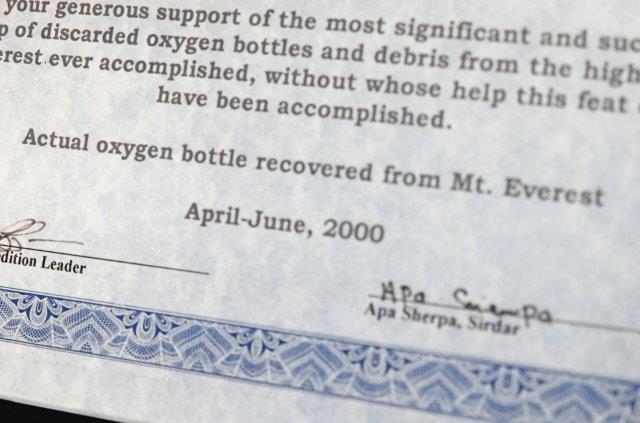 your generous support of the most significant and suc
p of discarded oxygen bottles and debris from the high
erest ever accomplished, without whose help this feat
have been accomplished.
Actual oxygen bottle recovered from Mt. Everest
April-June, 2000
dition Leader
Apa Sherpa
Apa Sherpa, Sirdar